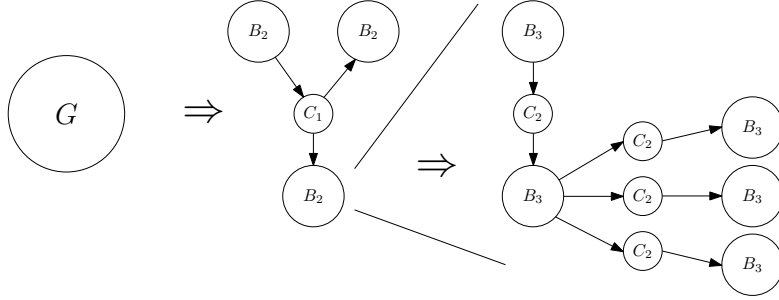 G
⇒
B₂
B₂
C₁
B₂
⇒
B₃
C₂
B₃
C₂
B₃
C₂
B₃
C₂
B₃